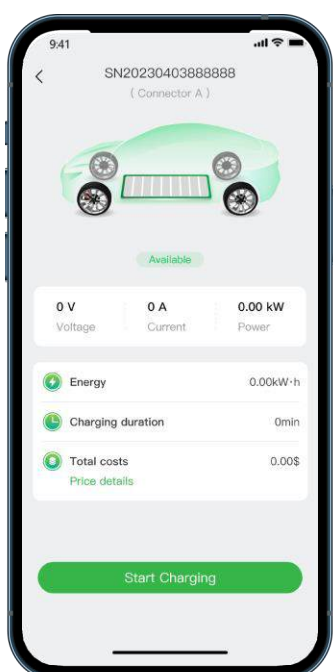 9:41
SN20230403888888
( Connector A )
Available
0 V 0 A 0.00 kW
Voltage Current Power
Energy 0.00kW·h
Charging duration 0min
Total costs 0.00$
Price details
Start Charging